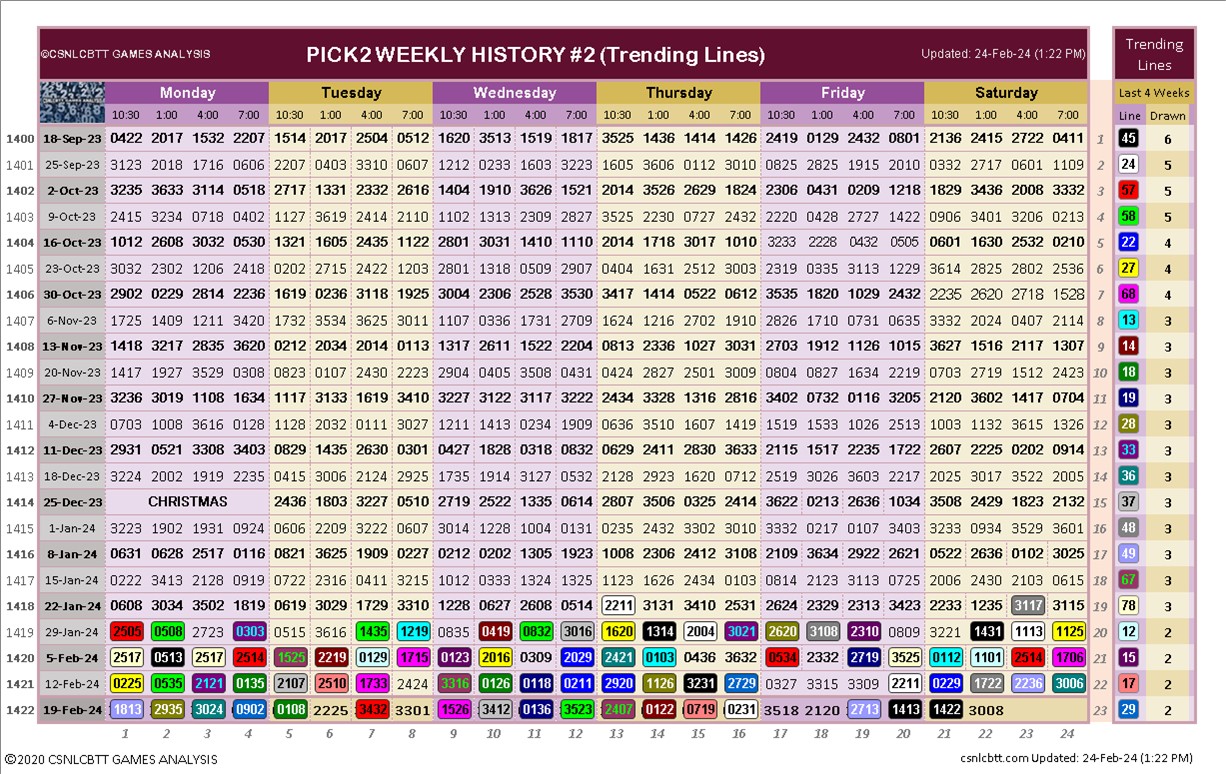 ©CSNLCBTT GAMES ANALYSIS PICK2 WEEKLY HISTORY #2 (Trending Lines) Updated: 24-Feb-24 (1:22 PM) Trending
Lines
Monday Tuesday Wednesday Thursday Friday Saturday Last 4 Weeks
10:30 1:00 4:00 7:00 10:30 1:00 4:00 7:00 10:30 1:00 4:00 7:00 10:30 1:00 4:00 7:00 10:30 1:00 4:00 7:00 10:30 1:00 4:00 7:00 Line Drawn
1400 18-Sep-23 0422 2017 1532 2207 1514 2017 2504 0512 1620 3513 1519 1817 3525 1436 1414 1426 2419 0129 2432 0801 2136 2415 2722 0411 1 45 6
1401 25-Sep-23 3123 2018 1716 0606 2207 0403 3310 0607 1212 0233 1603 3223 1605 3606 0112 3010 0825 2825 1915 2010 0332 2717 0601 1109 2 24 5
1402 2-Oct-23 3235 3633 3114 0518 2717 1331 2332 2616 1404 1910 3626 1521 2014 3526 2629 1824 2306 0431 0209 1218 1829 3436 2008 3332 3 57 5
1403 9-Oct-23 2415 3234 0718 0402 1127 3619 2414 2110 1102 1313 2309 2827 3525 2230 0727 2432 2220 0428 2727 1422 0906 3401 3206 0213 4 58 5
1404 16-Oct-23 1012 2608 3032 0530 1321 1605 2435 1122 2801 3031 1410 1110 2014 1718 3017 1010 3233 2228 0432 0505 0601 1630 2532 0210 5 22 4
1405 23-Oct-23 3032 2302 1206 2418 0202 2715 2422 1203 2801 1318 0509 2907 0404 1631 2512 3003 2319 0335 3113 1229 3614 2825 2802 2536 6 27 4
1406 30-Oct-23 2902 0229 2814 2236 1619 0236 3118 1925 3004 2306 2528 3530 3417 1414 0522 0612 3535 1820 1029 2432 2235 2620 2718 1528 7 68 4
1407 6-Nov-23 1725 1409 1211 3420 1732 3534 3625 3011 1107 0336 1731 2709 1624 1216 2702 1910 2826 1710 0731 0635 3332 2024 0407 2114 8 13 3
1408 13-Nov-23 1418 3217 2835 3620 0212 2034 2014 0113 1317 2611 1522 2204 0813 2336 1027 3031 2703 1912 1126 1015 3627 1516 2117 1307 9 14 3
1409 20-Nov-23 1417 1927 3529 0308 0823 0107 2430 2223 2904 0405 3508 0431 0424 2827 2501 3009 0804 0827 1634 2219 0703 2719 1512 2423 10 18 3
1410 27-Nov-23 3236 3019 1108 1634 1117 3133 1619 3410 3227 3122 3117 3222 2434 3328 1316 2816 3402 0732 0116 3205 2120 3602 1417 0704 11 19 3
1411 4-Dec-23 0703 1008 3616 0128 1128 2032 0111 3027 1211 1413 0234 1909 0636 3510 1607 1419 1519 1533 1026 2513 1003 1132 3615 1326 12 28 3
1412 11-Dec-23 2931 0521 3308 3403 0829 1435 2630 0301 0427 1828 0318 0832 0629 2411 2830 3633 2115 1517 2235 1722 2607 2225 0202 0914 13 33 3
1413 18-Dec-23 3224 2002 1919 2235 0415 3006 2124 2923 1735 1914 3127 0532 2128 2923 1620 0712 2519 3026 3603 2217 2025 3017 3522 2005 14 36 3
1414 25-Dec-23 CHRISTMAS 2436 1803 3227 0510 2719 2522 1335 0614 2807 3506 0325 2414 3622 0213 2636 1034 3508 2429 1823 2132 15 37 3
1415 1-Jan-24 3223 1902 1931 0924 0606 2209 3222 0607 3014 1228 1004 0131 0235 2432 3302 3010 3332 0217 0107 3403 3233 0934 3529 3601 16 48 3
1416 8-Jan-24 0631 0628 2517 0116 0821 3625 1909 0227 0212 0202 1305 1923 1008 2306 2412 3108 2109 3634 2922 2621 0522 2636 0102 3025 17 49 3
1417 15-Jan-24 0222 3413 2128 0919 0722 2316 0411 3215 1012 0333 1324 1325 1123 1626 2434 0103 0814 2123 3113 0725 2006 2430 2103 0615 18 67 3
1418 22-Jan-24 0608 3034 3502 1819 0619 3029 1729 3310 1228 0627 2608 0514 2211 3131 3410 2531 2624 2329 2313 3423 2233 1235 3117 3115 19 78 3
1419 29-Jan-24 2505 0508 2723 0303 0515 3616 1435 1219 0835 0419 0832 3016 1620 1314 2004 3021 2620 3108 2310 0809 3221 1431 1113 1125 20 12 2
1420 5-Feb-24 2517 0513 2517 2514 1525 2219 0129 1715 0123 2016 0309 2029 2421 0103 0436 3632 0534 2332 2719 3525 0112 1101 2514 1706 21 15 2
1421 12-Feb-24 0225 0535 2121 0135 2107 2510 1733 2424 3316 0126 0118 0211 2920 1126 3231 2729 0327 3315 3309 2211 0229 1722 2236 3006 22 17 2
1422 19-Feb-24 1813 2935 3024 0902 0108 2225 3432 3301 1526 3412 0136 3523 2407 0122 0719 0231 3518 2120 2713 1413 1422 3008 23 29 2
1 2 3 4 5 6 7 8 9 10 11 12 13 14 15 16 17 18 19 20 21 22 23 24
©2020 CSNLCBTT GAMES ANALYSIS csnlcbtt.com Updated: 24-Feb-24 (1:22 PM)